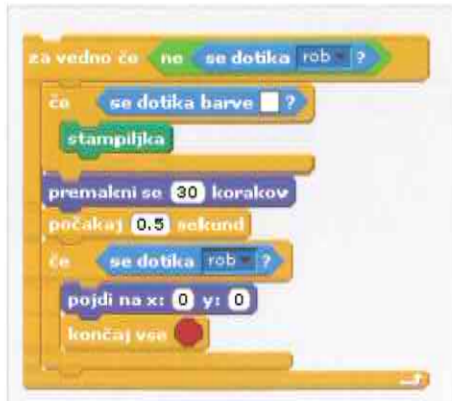 za vedno če ne se dotika rob ?
če se dotika barve ?
stampiljka
premakni se 30 korakov
počakaj 0.5 sekund
če se dotika rob ?
pojdi na x: 0 y: 0
končaj vse